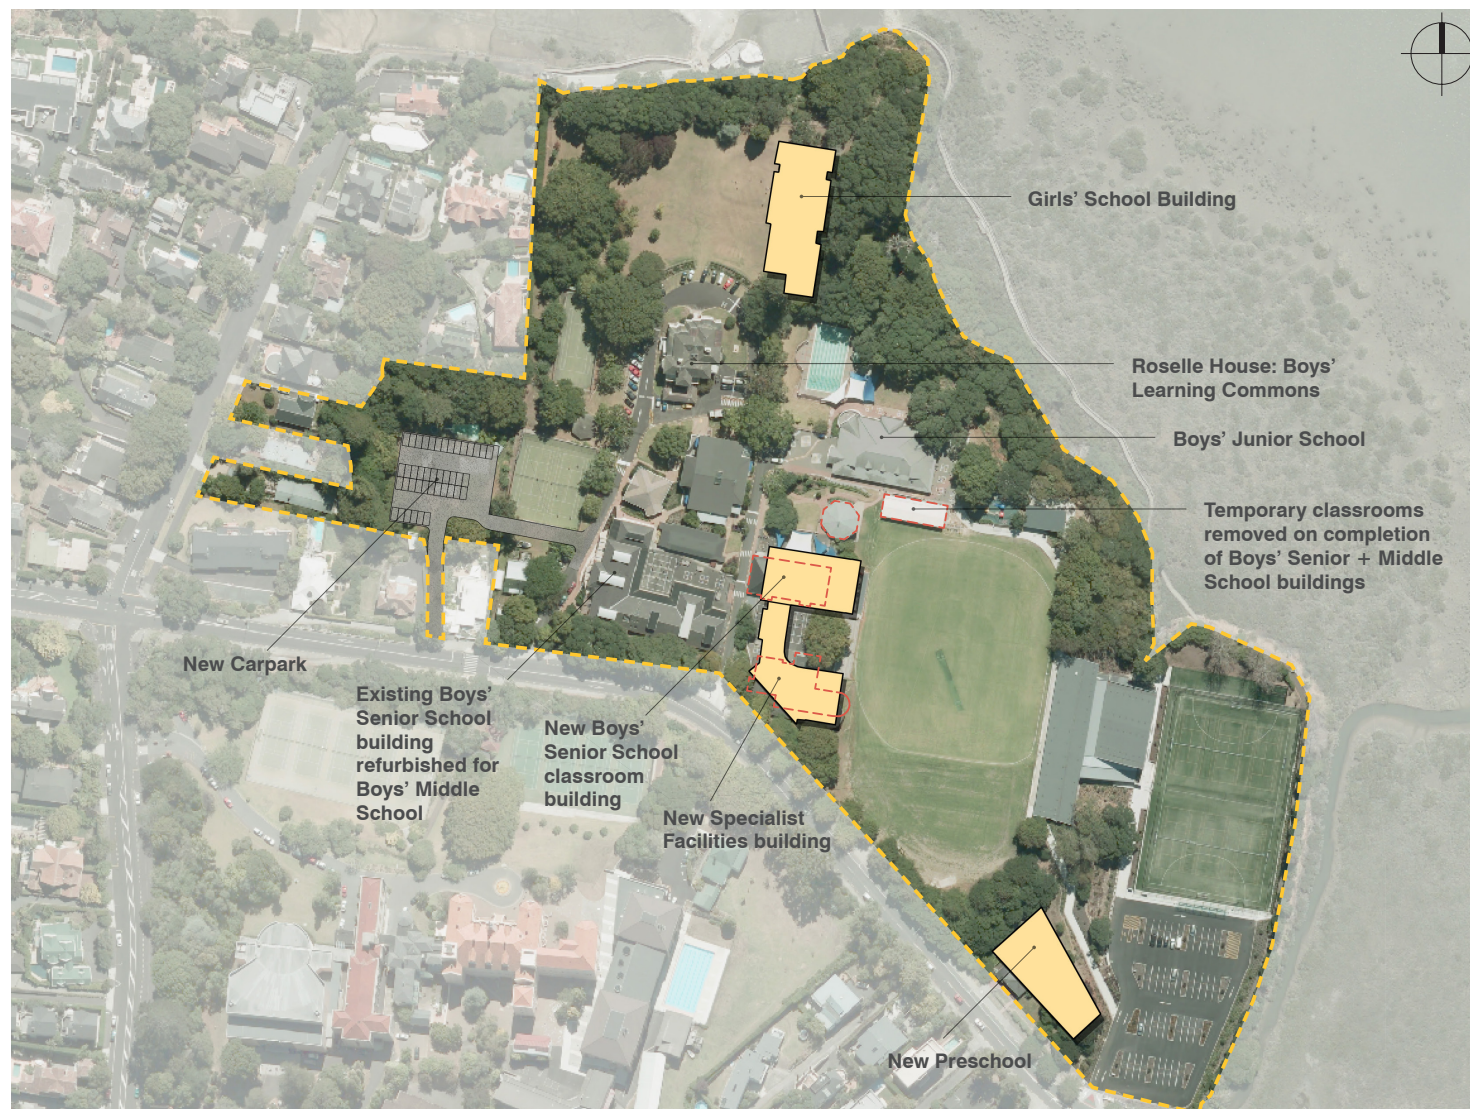 Girls’ School Building
Roselle House: Boys’
Learning Commons
Boys’ Junior School
Temporary classrooms
removed on completion
of Boys’ Senior + Middle
School buildings
New Carpark
Existing Boys’
Senior School
building
refurbished for
Boys’ Middle
School
New Boys’
Senior School
classroom
building
New Specialist
Facilities building
New Preschool